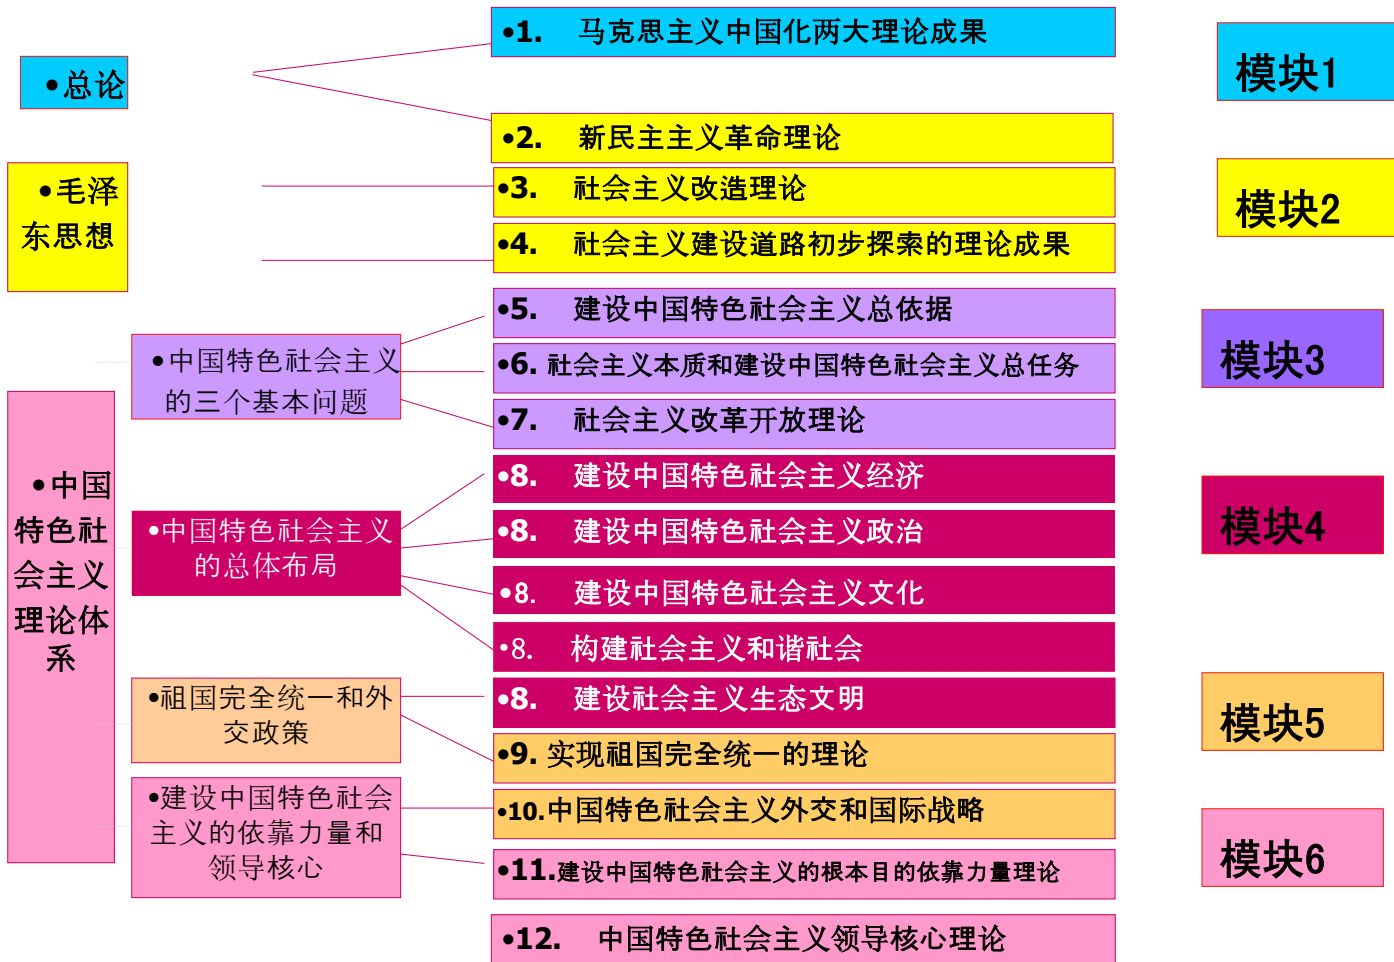 •总论
•毛泽
东思想
•中国
特色社
会主义
理论体
系
•中国特色社会主义
的三个基本问题
•中国特色社会主义
的总体布局
•祖国完全统一和外
交政策
•建设中国特色社会
主义的依靠力量和
领导核心
•1. 马克思主义中国化两大理论成果
•2. 新民主主义革命理论
•3. 社会主义改造理论
•4. 社会主义建设道路初步探索的理论成果
•5. 建设中国特色社会主义总依据
•6. 社会主义本质和建设中国特色社会主义总任务
•7. 社会主义改革开放理论
•8. 建设中国特色社会主义经济
•8. 建设中国特色社会主义政治
•8. 建设中国特色社会主义文化
•8. 构建社会主义和谐社会
•8. 建设社会主义生态文明
•9. 实现祖国完全统一的理论
•10.中国特色社会主义外交和国际战略
•11.建设中国特色社会主义的根本目的依靠力量理论
•12. 中国特色社会主义领导核心理论
模块1
模块2
模块3
模块4
模块5
模块6